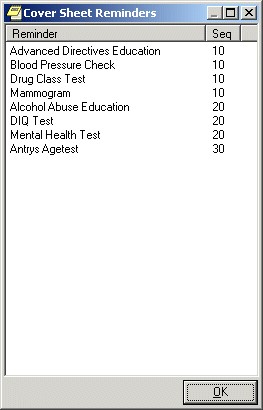 Cover Sheet Reminders
Reminder Seq
Advanced Directives Education 10
Blood Pressure Check 10
Drug Class Test 10
Mammogram 10
Alcohol Abuse Education 20
DIQ Test 20
Mental Health Test 20
Antrys Agetest 30
OK